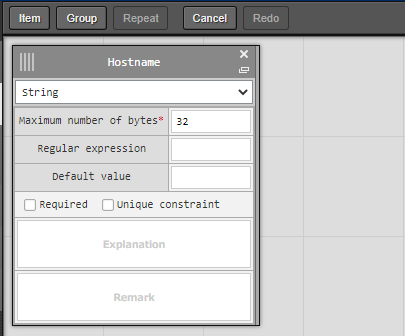 Item Group Repeat Cancel Redo
Hostname
String
Maximum number of bytes* 32
Regular expression
Default value
Required Unique constraint
Explanation
Remark